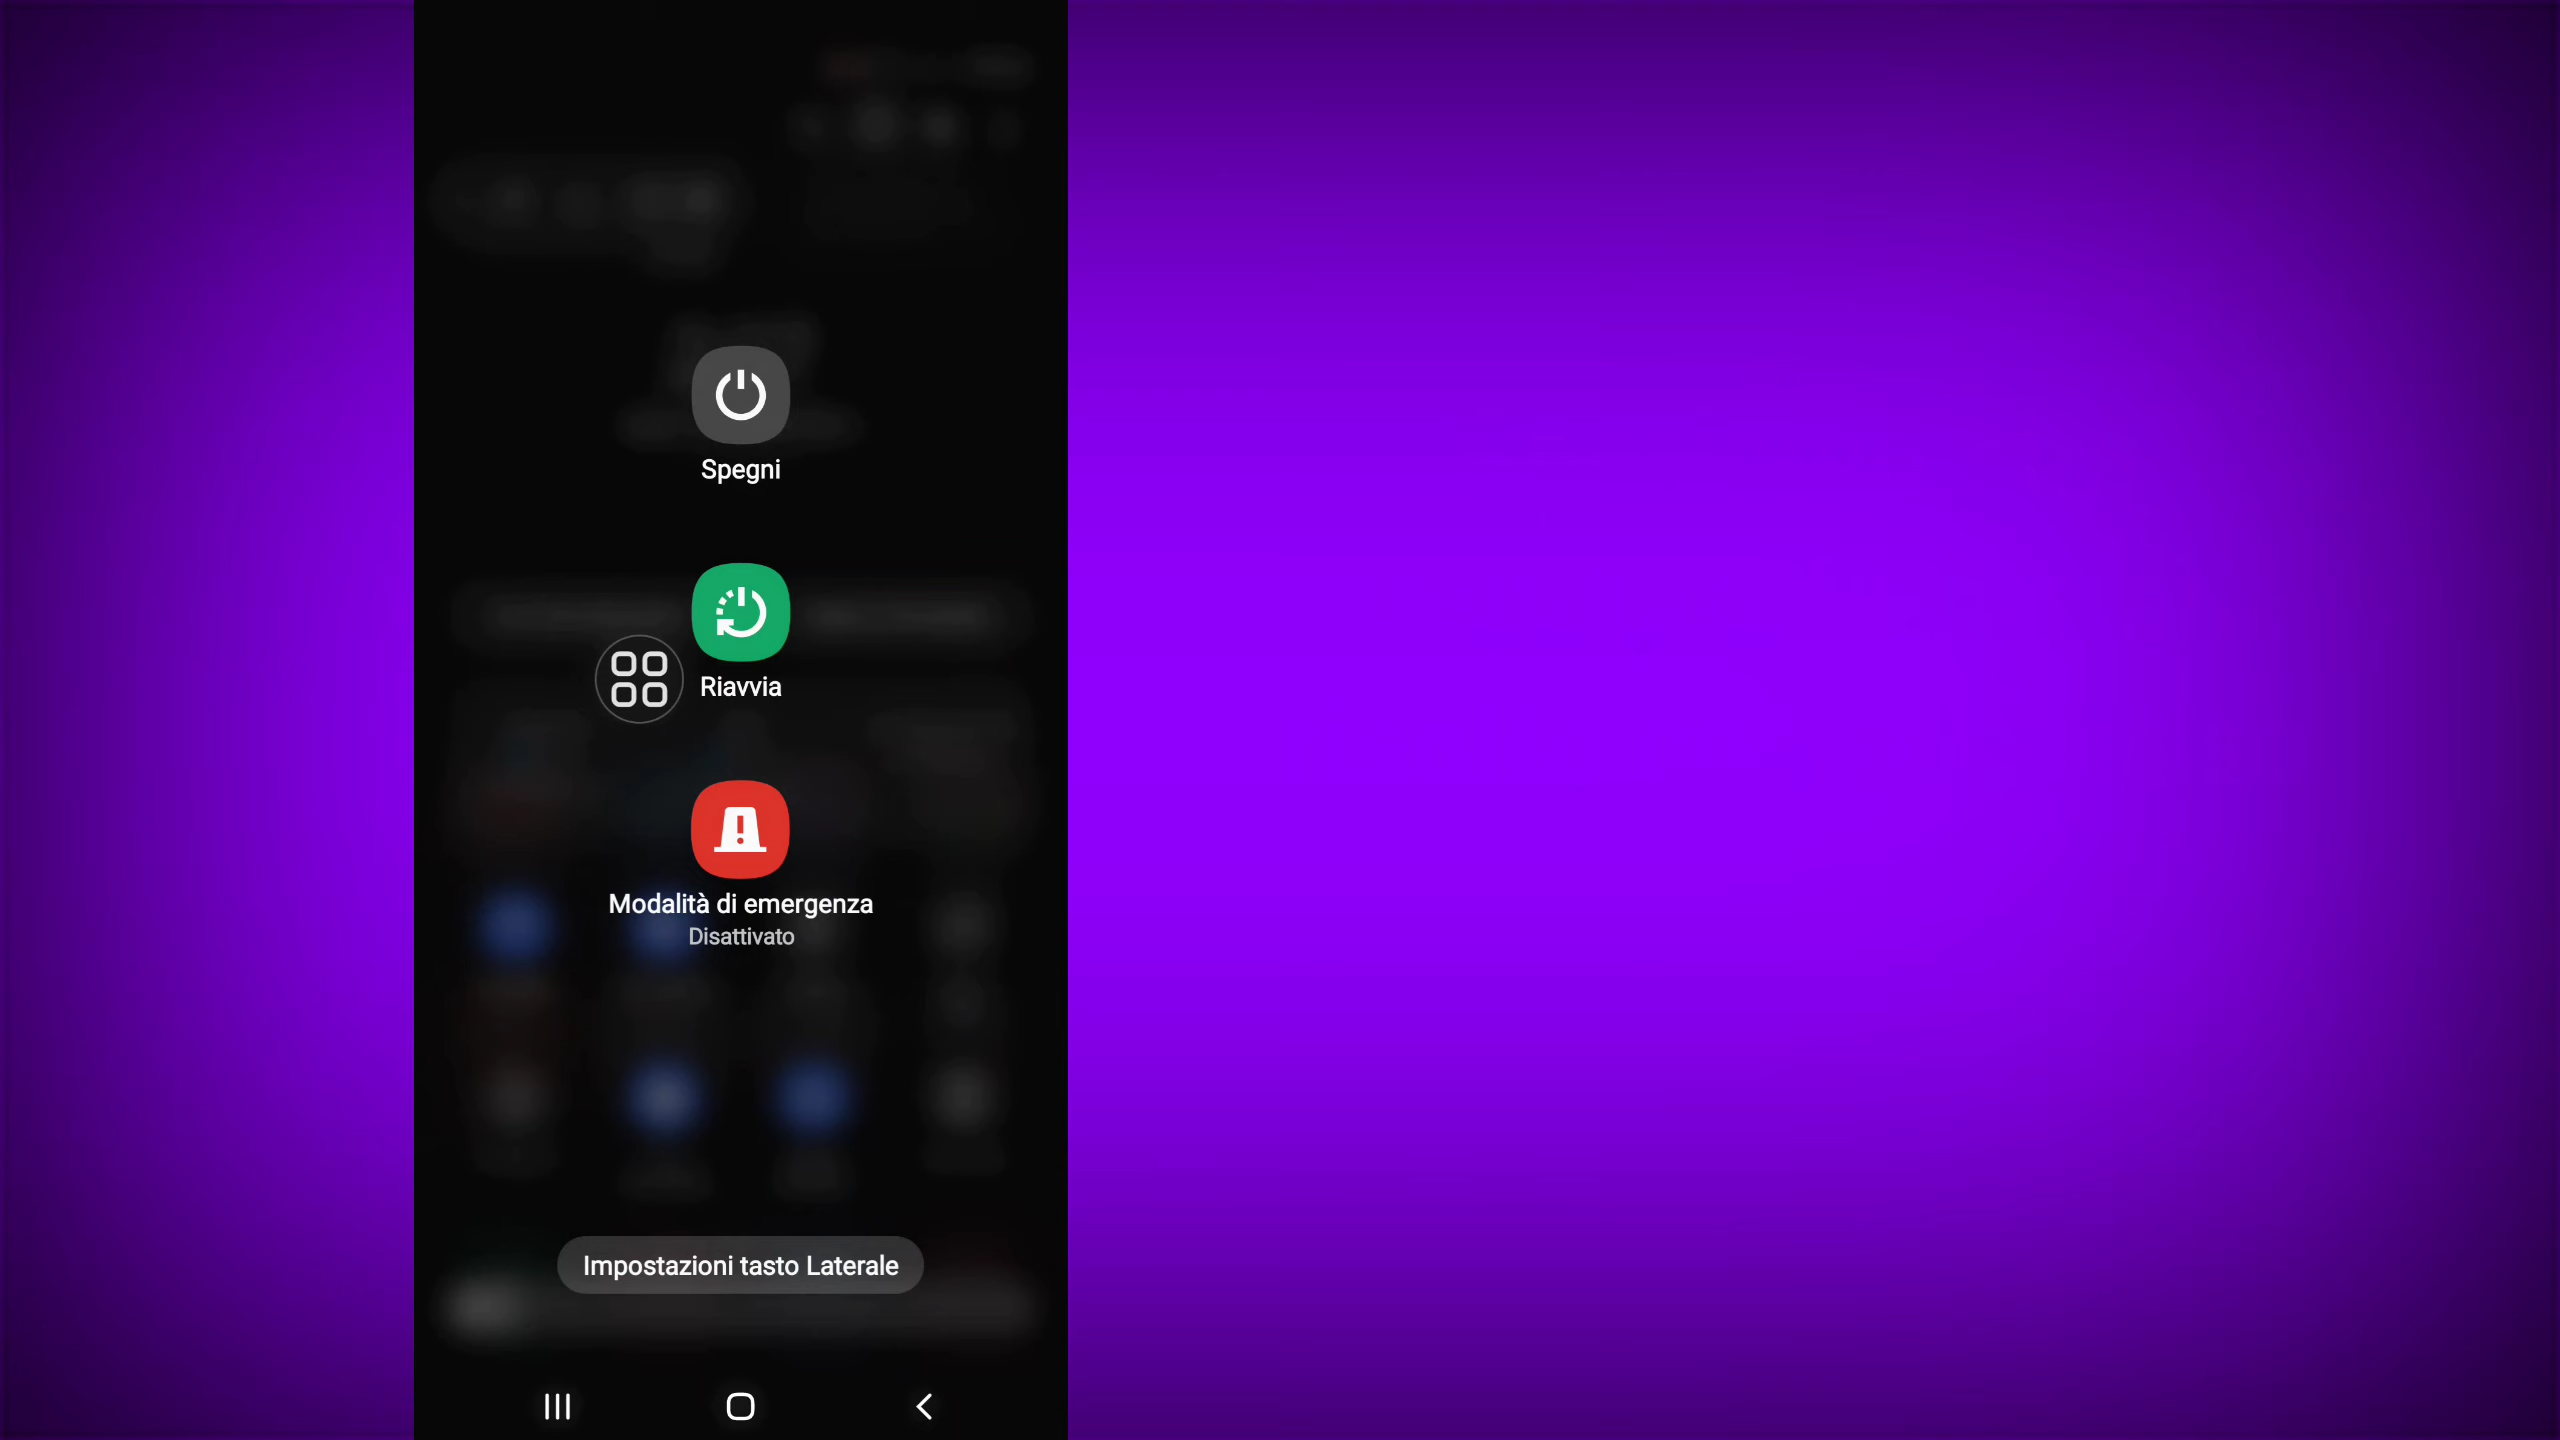 Spegni
Riavvia
Modalità di emergenza
Disattivato
Impostazioni tasto Laterale